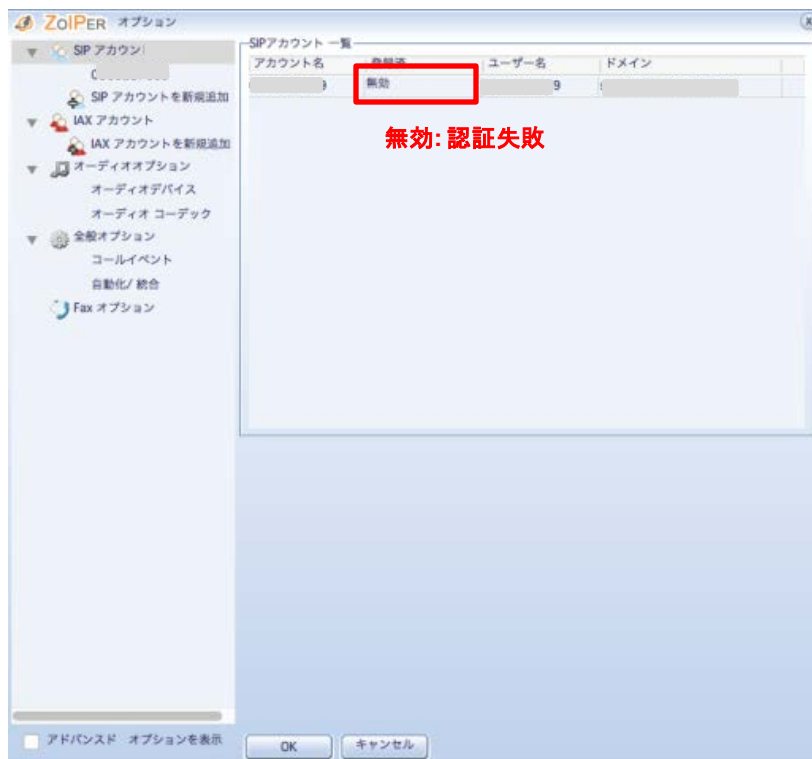 ZOIPER オプション
SIP アカウン
SIP アカウントを新規追加
IAX アカウント
IAX アカウントを新規追加
オーディオオプション
オーディオデバイス
オーディオ コーデック
全般オプション
コールイベント
自動化/ 統合
Fax オプション
アドバンスド オプションを表示
SIPアカウント 一覧
アカウント名 登録済 ユーザー名 ドメイン
9 無効 9
無効: 認証失敗
OK キャンセル